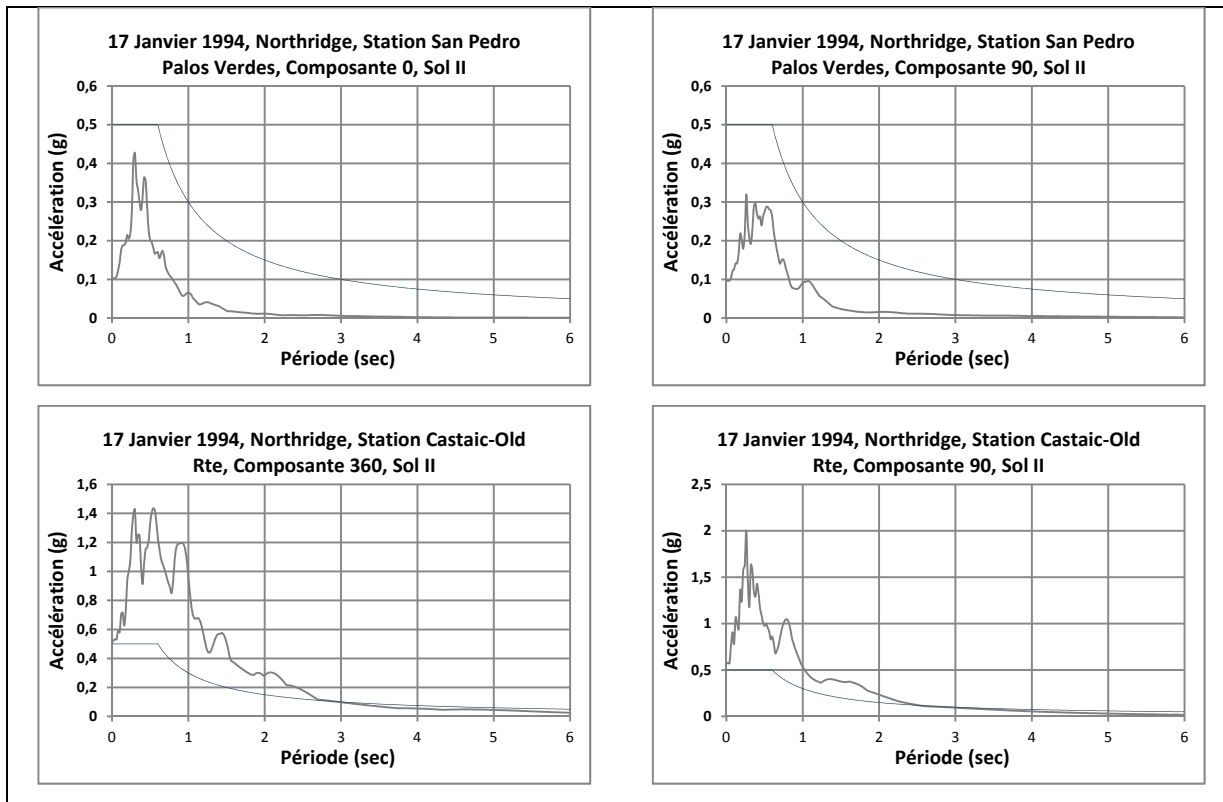 17 Janvier 1994, Northridge, Station San Pedro
Palos Verdes, Composante 0, Sol II
Accélération (g)
0,6
0,5
0,4
0,3
0,2
0,1
0
0 1 2 3 4 5 6
Période (sec)
17 Janvier 1994, Northridge, Station San Pedro
Palos Verdes, Composante 90, Sol II
Accélération (g)
0,6
0,5
0,4
0,3
0,2
0,1
0
0 1 2 3 4 5 6
Période (sec)
17 Janvier 1994, Northridge, Station Castaic-Old
Rte, Composante 360, Sol II
Accélération (g)
1,6
1,4
1,2
1
0,8
0,6
0,4
0,2
0
0 1 2 3 4 5 6
Période (sec)
17 Janvier 1994, Northridge, Station Castaic-Old
Rte, Composante 90, Sol II
Accélération (g)
2,5
2
1,5
1
0,5
0
0 1 2 3 4 5 6
Période (sec)